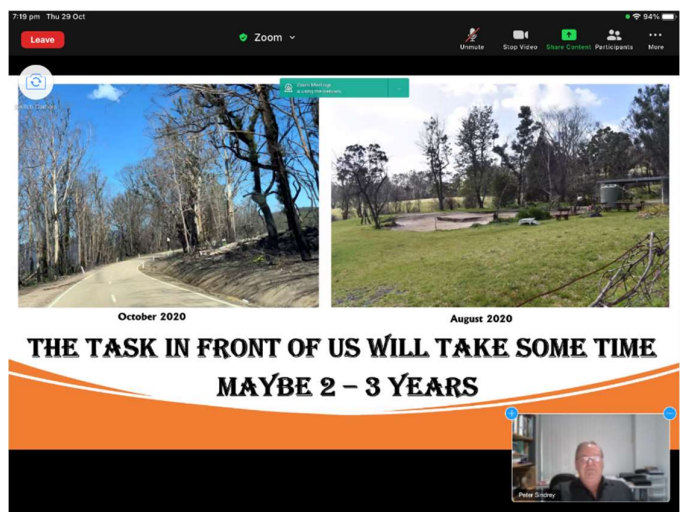 7:19 pm Thu 29 Oct
94%
Leave
Zoom
Unmute
Stop Video
Share Content
Participants
More
October 2020
August 2020
THE TASK IN FRONT OF US WILL TAKE SOME TIME
MAYBE 2 – 3 YEARS
Peter Sindrey